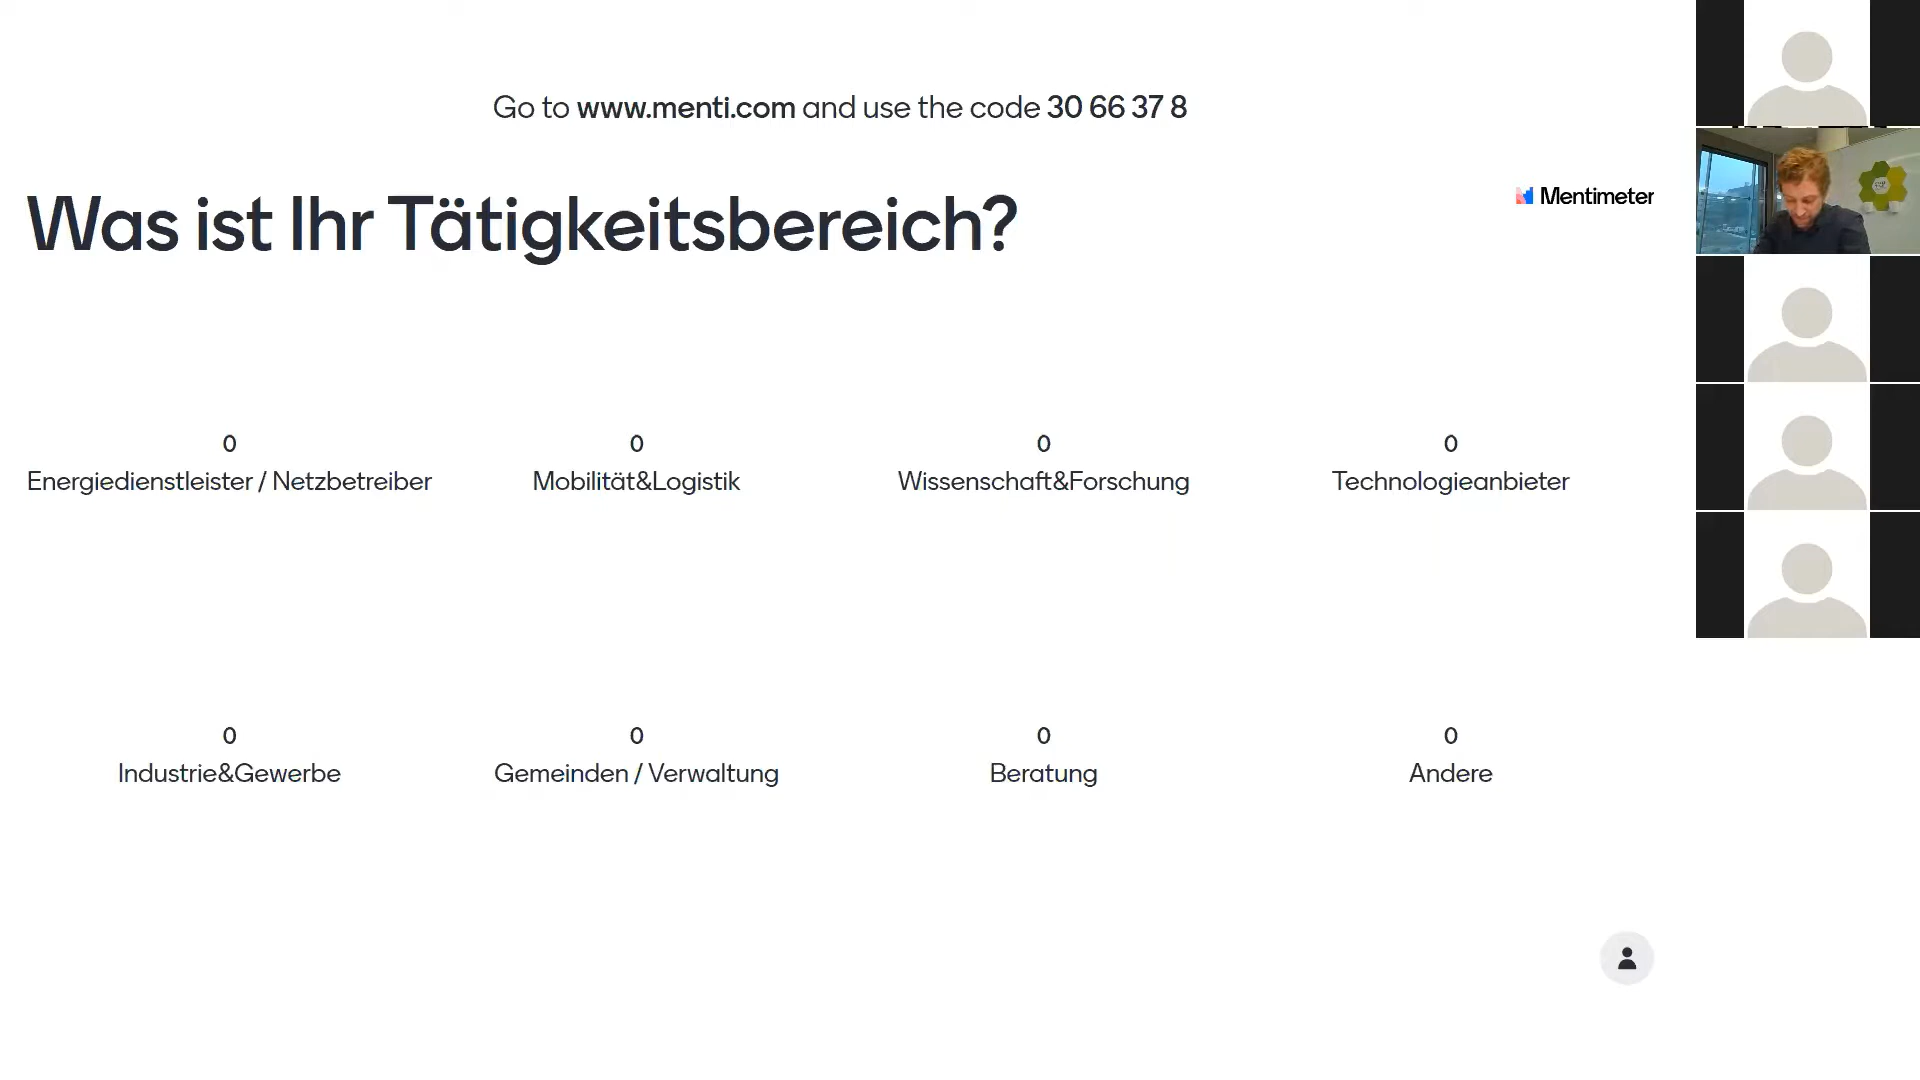 Go to www.menti.com and use the code 30 66 37 8
Mentimeter
Was ist Ihr Tätigkeitsbereich?
0
Energiedienstleister / Netzbetreiber
0
Mobilität&Logistik
0
Wissenschaft&Forschung
0
Technologieanbieter
0
Industrie&Gewerbe
0
Gemeinden / Verwaltung
0
Beratung
0
Andere